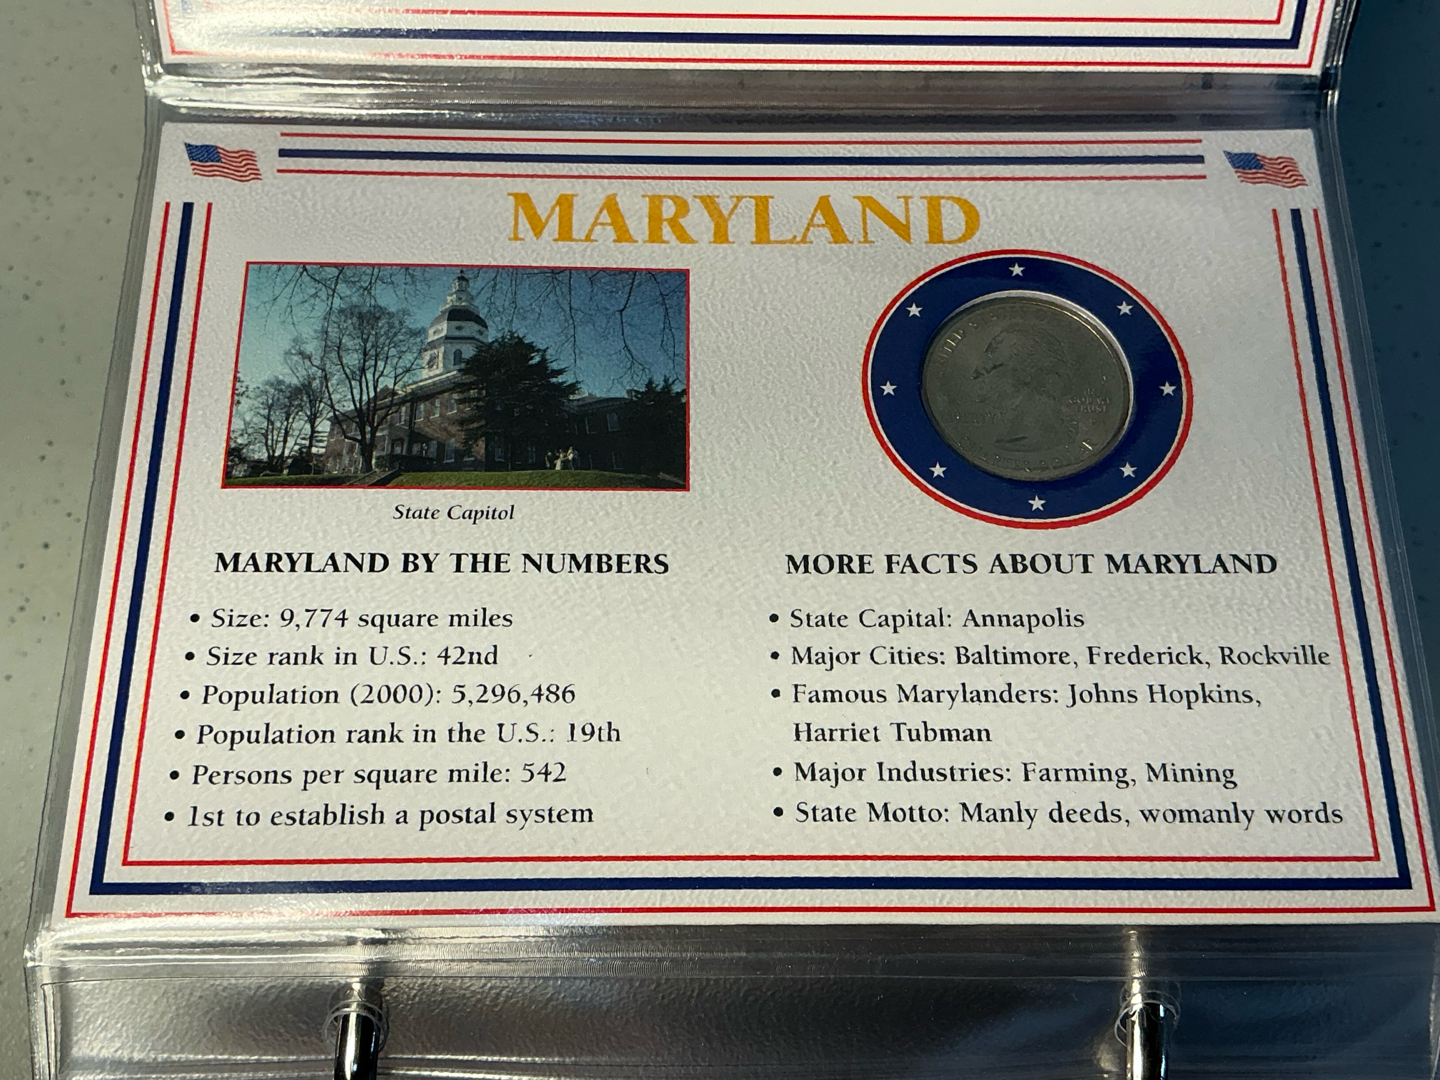 MARYLAND
State Capitol
MARYLAND BY THE NUMBERS
• Size: 9,774 square miles
• Size rank in U.S.: 42nd
• Population (2000): 5,296,486
• Population rank in the U.S.: 19th
• Persons per square mile: 542
• 1st to establish a postal system
MORE FACTS ABOUT MARYLAND
• State Capital: Annapolis
• Major Cities: Baltimore, Frederick, Rockville
• Famous Marylanders: Johns Hopkins,
Harriet Tubman
• Major Industries: Farming, Mining
• State Motto: Manly deeds, womanly words